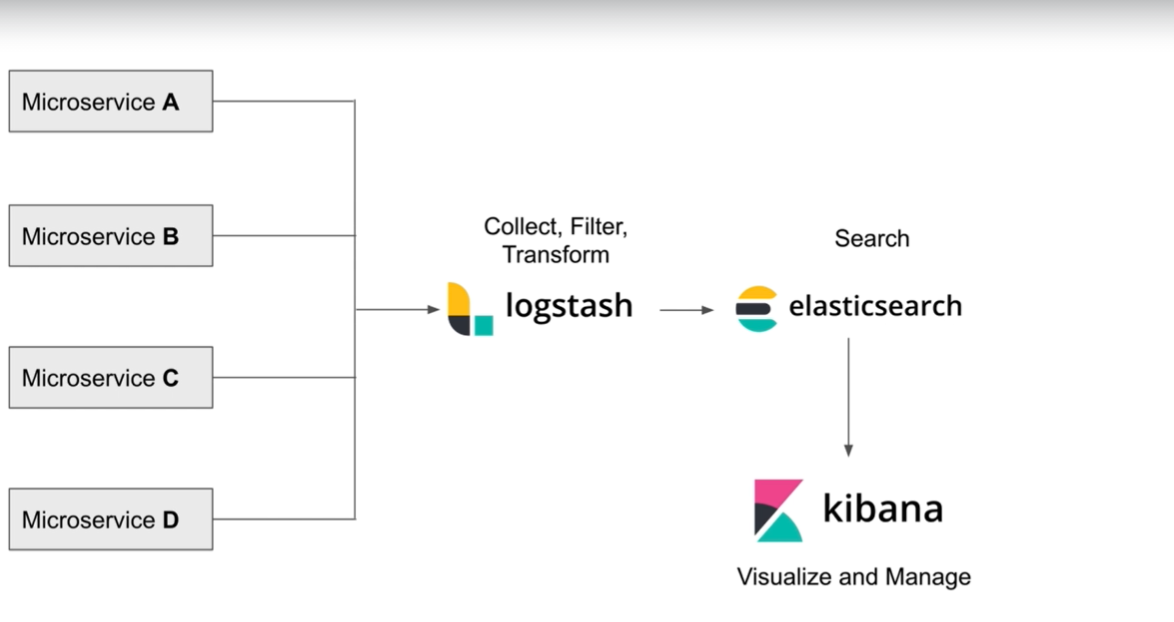 Microservice A
Microservice B
Microservice C
Microservice D
Collect, Filter,
Transform
logstash
Search
elasticsearch
kibana
Visualize and Manage